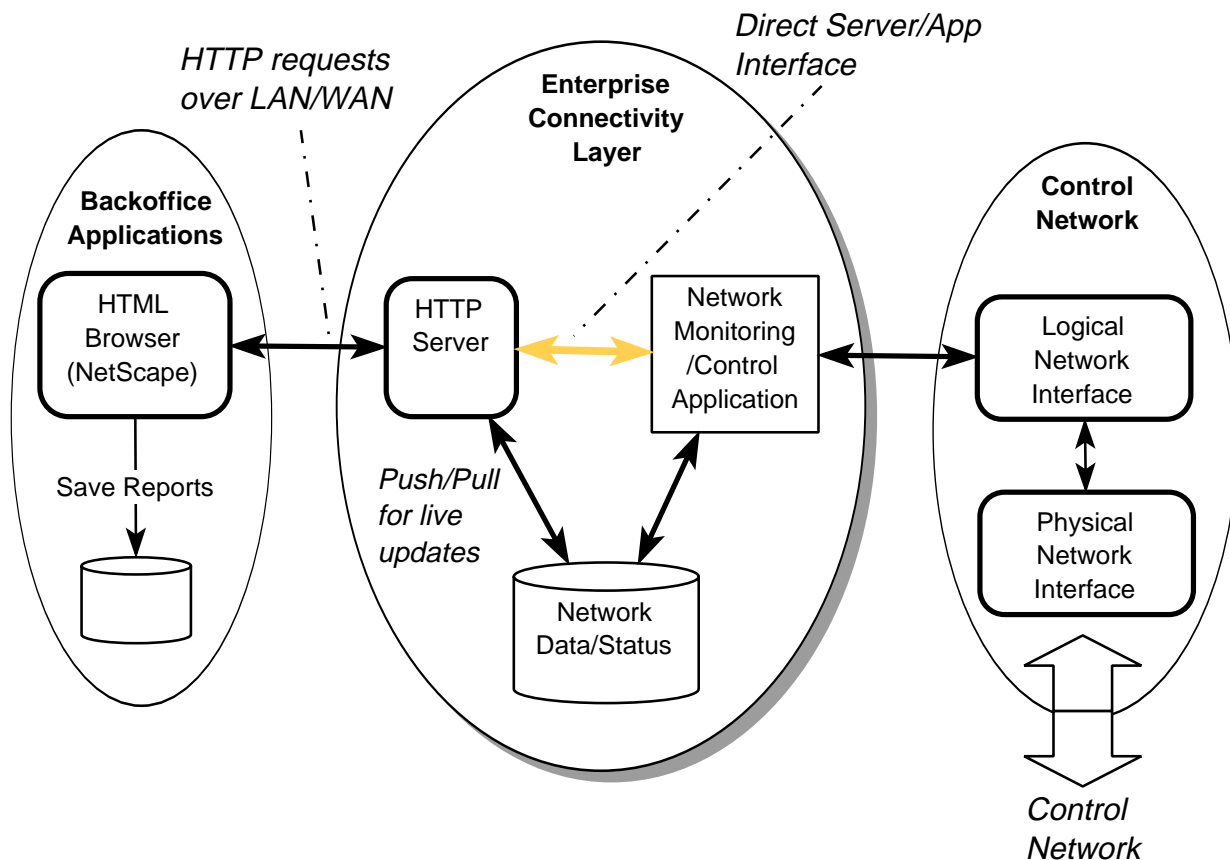 HTTP requests
over LAN/WAN
Direct Server/App
Interface
Enterprise
Connectivity
Layer
Backoffice
Applications
Control
Network
HTML
Browser
(NetScape)
HTTP
Server
Network
Monitoring
/Control
Application
Logical
Network
Interface
Save Reports
Push/Pull
for live
updates
Physical
Network
Interface
Network
Data/Status
Control
Network